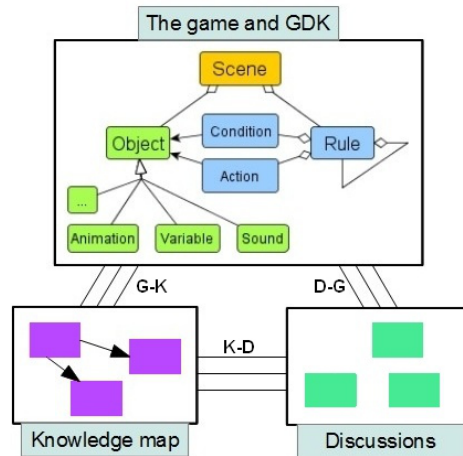 The game and GDK
Scene
Object
Condition
Rule
Action
...
Animation
Variable
Sound
G-K
D-G
K-D
Knowledge map
Discussions